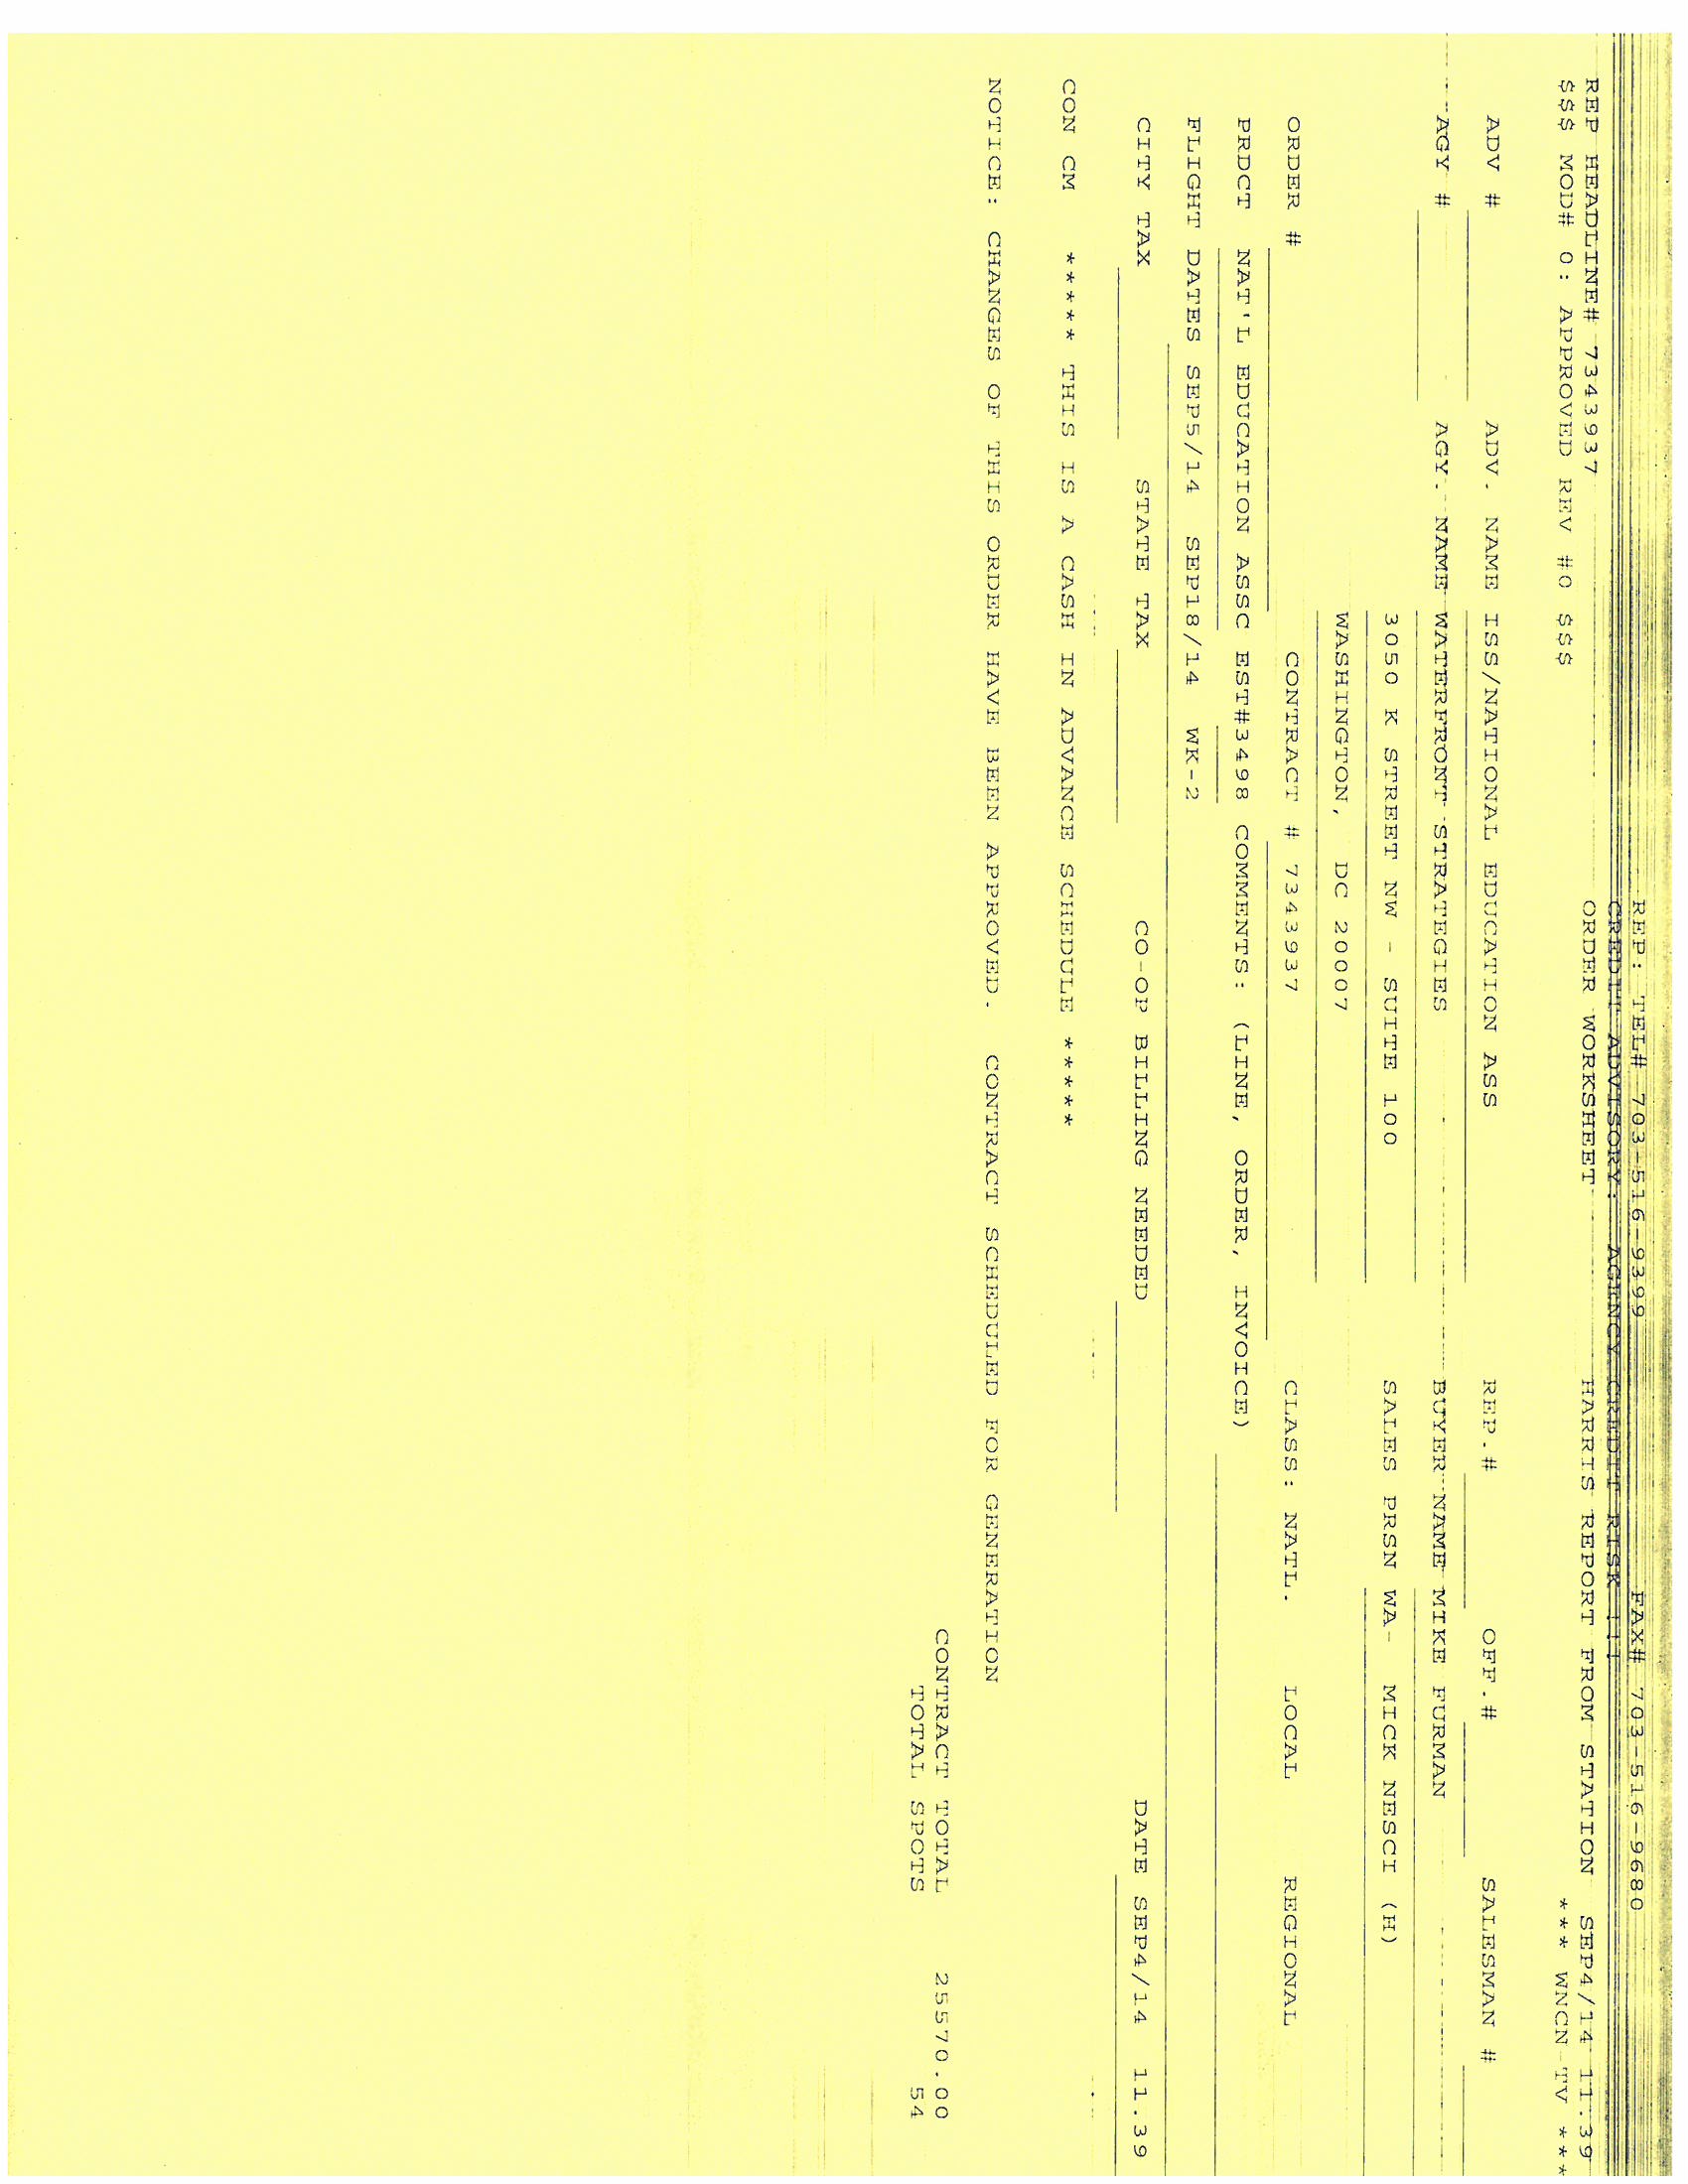 REP: TEL# 703-516-9399 FAX# 703-516-9680
CREDIT ADVISORY: AGENCY CREDIT RISK !!!
REP HEADLINE# 7343937 ORDER WORKSHEET HARRIS REPORT FROM STATION SEP4/14 11.39
$$$ MOD# 0: APPROVED REV #0 $$$ *** WNCN-TV ***
ADV # ADV. NAME ISS/NATIONAL EDUCATION ASS REP.# OFF.# SALESMAN #
AGY # AGY. NAME WATERFRONT STRATEGIES BUYER NAME MIKE FURMAN
3050 K STREET NW - SUITE 100 SALES PRSN WA- MICK NESCI (H)
WASHINGTON, DC 20007
ORDER # CONTRACT # 7343937 CLASS: NATL. LOCAL REGIONAL
PRDCT NAT'L EDUCATION ASSC EST#3498 COMMENTS: (LINE, ORDER, INVOICE)
FLIGHT DATES SEP5/14 SEP18/14 WK-2
CITY TAX STATE TAX CO-OP BILLING NEEDED DATE SEP4/14 11.39
CON CM ***** THIS IS A CASH IN ADVANCE SCHEDULE *****
NOTICE: CHANGES OF THIS ORDER HAVE BEEN APPROVED. CONTRACT SCHEDULED FOR GENERATION
CONTRACT TOTAL 25570.00
TOTAL SPOTS 54